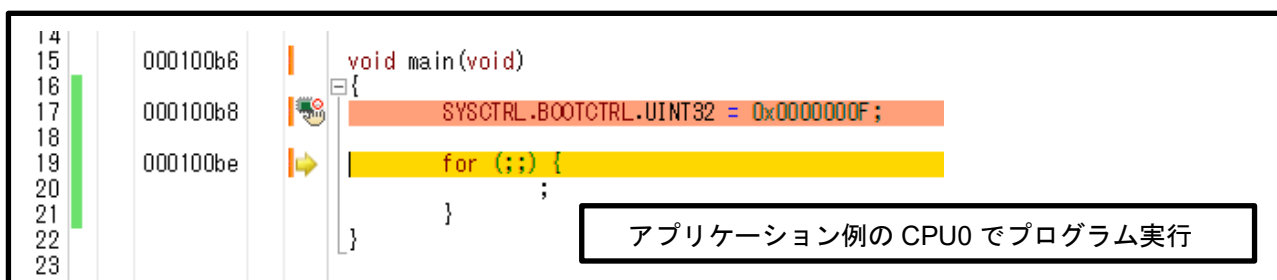 14
15 000100b6 void main(void)
16 {
17 000100b8 SYSCTRL.BOOTCTRL.UINT32 = 0x0000000F;
18
19 000100be for (;;) {
20 ;
21 }
22 }
23
アプリケーション例の CPU0 でプログラム実行